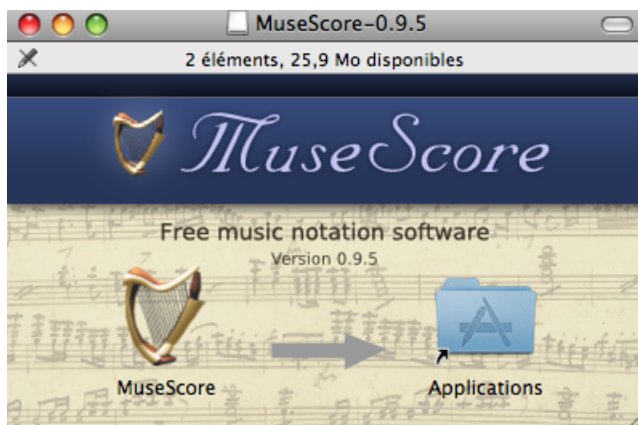 MuseScore-0.9.5
2 éléments, 25,9 Mo disponibles
MuseScore
Free music notation software
Version 0.9.5
MuseScore
Applications